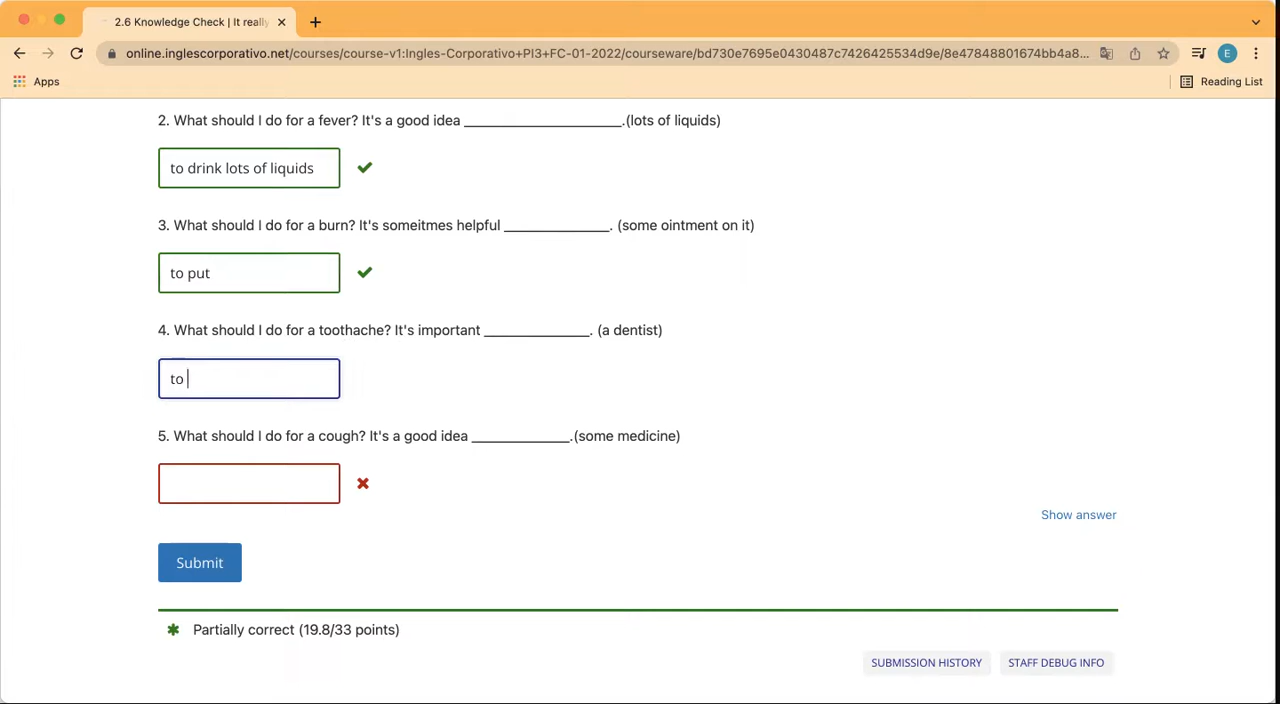 2.6 Knowledge Check | It really
online.inglescorporativo.net/courses/course-v1:Ingles-Corporativo+PI3+FC-01-2022/courseware/bd730e7695e0430487c7426425534d9e/8e47848801674bb4a8...
E
Apps
Reading List
2. What should I do for a fever? It's a good idea ____________________.(lots of liquids)
to drink lots of liquids
3. What should I do for a burn? It's someitmes helpful _____________. (some ointment on it)
to put
4. What should I do for a toothache? It's important _____________. (a dentist)
to
5. What should I do for a cough? It's a good idea ____________.(some medicine)
Show answer
Submit
Partially correct (19.8/33 points)
SUBMISSION HISTORY
STAFF DEBUG INFO